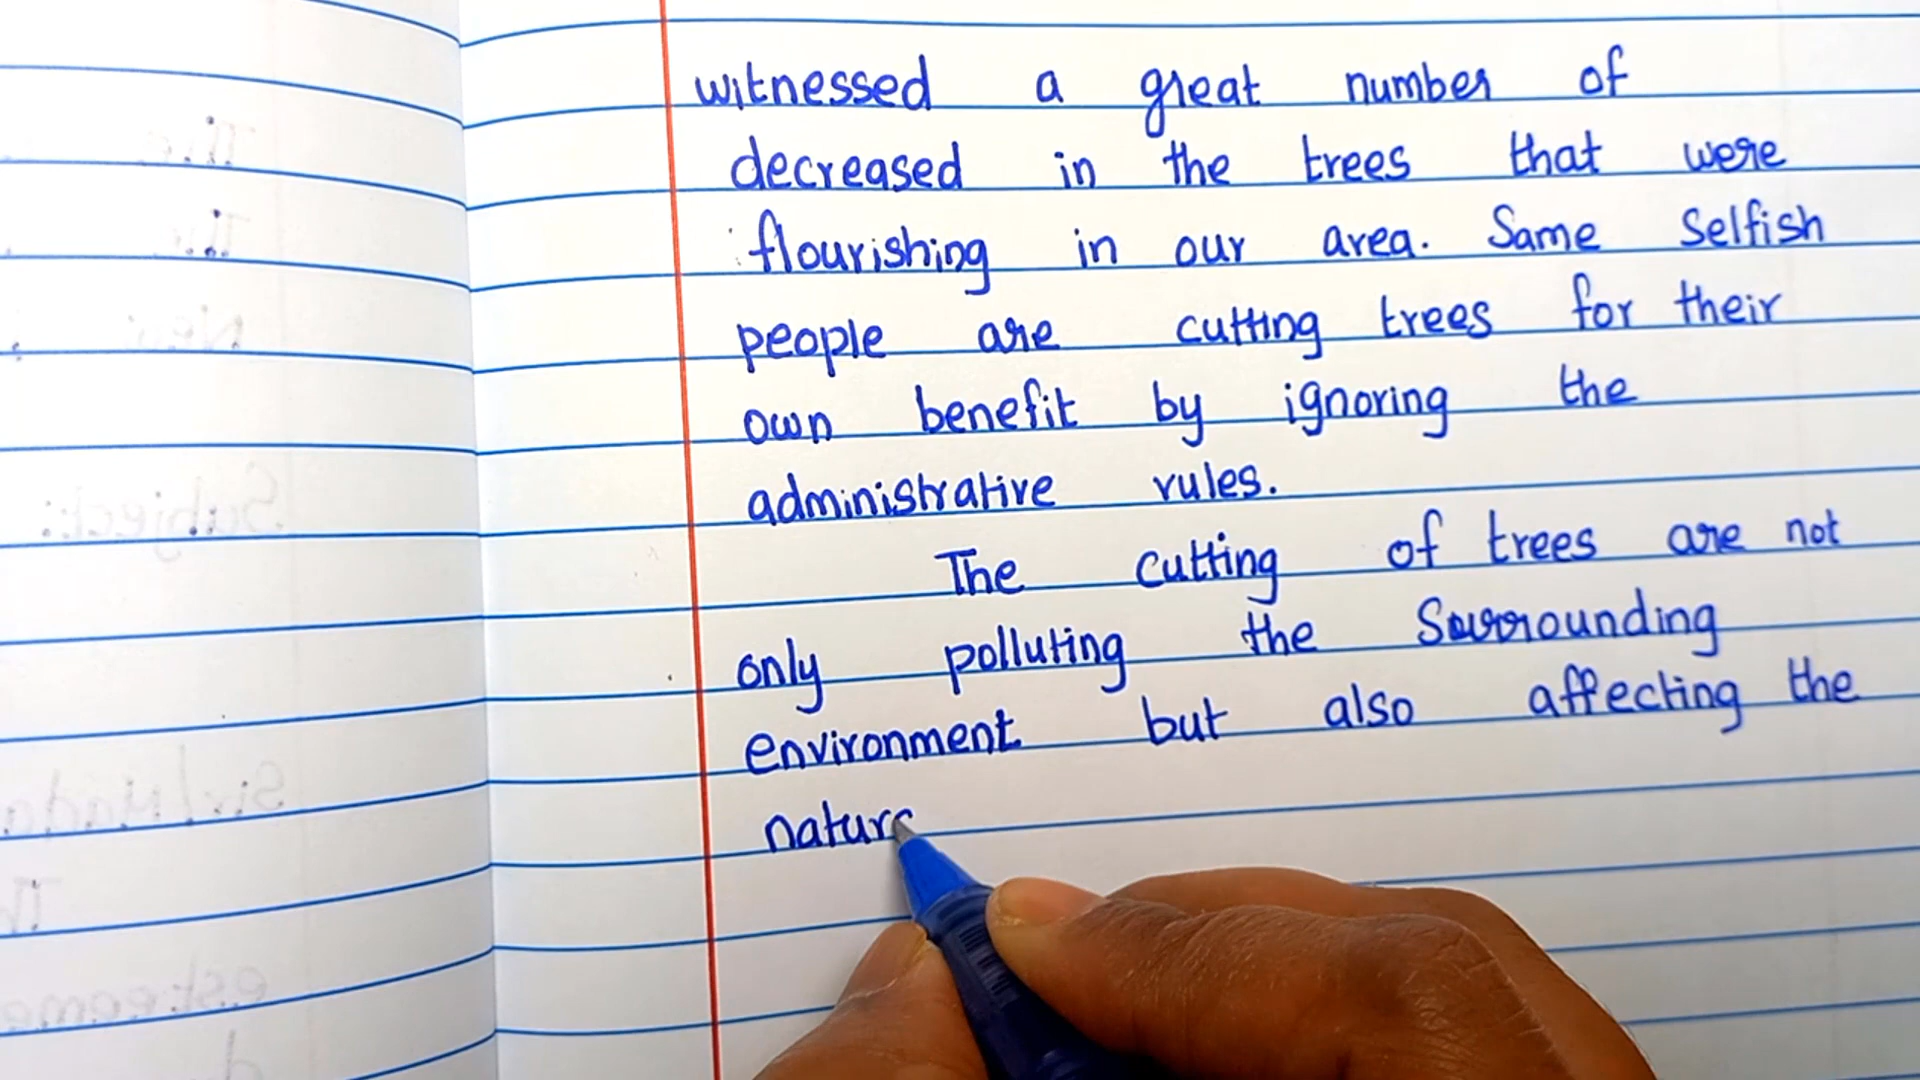 witnessed a great number of
decreased in the trees that were
flourishing in our area. Same Selfish
people are cutting trees for their
own benefit by ignoring the
administrative rules.
The cutting of trees are not
only polluting the Surrounding
environment but also affecting the
nature